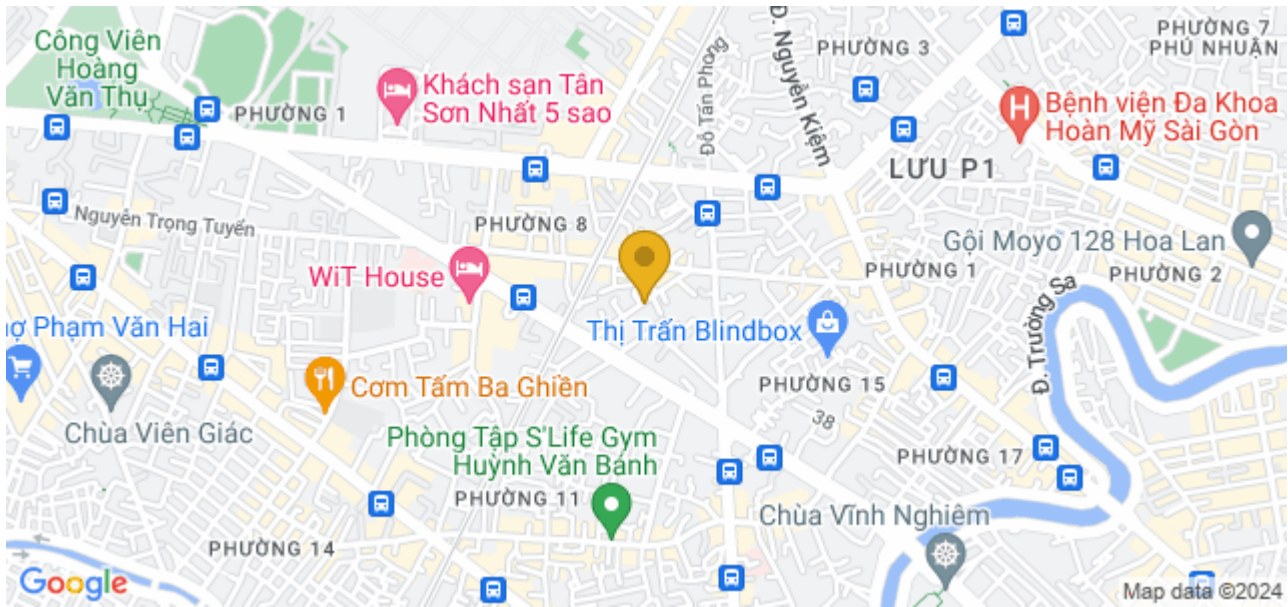 Công Viên
Hoàng
Văn Thụ
PHƯỜNG 1
Khách sạn Tân
Sơn Nhất 5 sao
Đỗ Tấn Phong
Đ. Nguyễn Kiệm
PHƯỜNG 3
PHƯỜNG 7
PHÚ NHUẬN
Bệnh viện Đa Khoa
Hoàn Mỹ Sài Gòn
LƯU P1
Nguyễn Trọng Tuyển
PHƯỜNG 8
WiT House
PHƯỜNG 1
Gội Moyo 128 Hoa Lan
PHƯỜNG 2
Đ. Trường Sa
Phạm Văn Hai
Thị Trấn Blindbox
Cơm Tấm Ba Ghiền
PHƯỜNG 15
38
Chùa Viên Giác
Phòng Tập S'Life Gym
Huỳnh Văn Bánh
PHƯỜNG 17
PHƯỜNG 11
Chùa Vĩnh Nghiêm
PHƯỜNG 14
Google
Map data ©2024